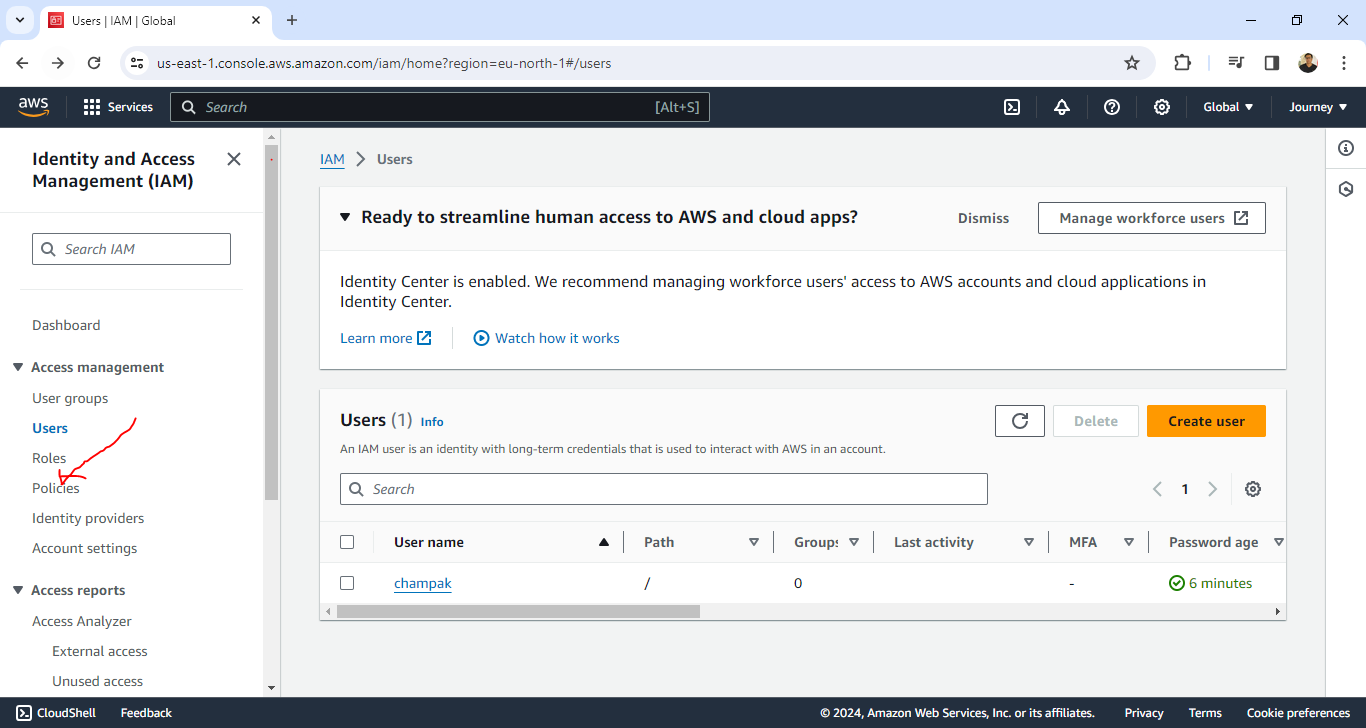 Users | IAM | Global
us-east-1.console.aws.amazon.com/iam/home?region=eu-north-1#/users
aws
Services
Search
[Alt+S]
Global
Journey
Identity and Access
Management (IAM)
Search IAM
Dashboard
Access management
User groups
Users
Roles
Policies
Identity providers
Account settings
Access reports
Access Analyzer
External access
Unused access
IAM
Users
Ready to streamline human access to AWS and cloud apps?
Dismiss
Manage workforce users
Identity Center is enabled. We recommend managing workforce users' access to AWS accounts and cloud applications in
Identity Center.
Learn more
Watch how it works
Users (1) Info
Delete
Create user
An IAM user is an identity with long-term credentials that is used to interact with AWS in an account.
Search
1
User name
Path
Groups
Last activity
MFA
Password age
champak
/
0
-
6 minutes
CloudShell
Feedback
© 2024, Amazon Web Services, Inc. or its affiliates.
Privacy
Terms
Cookie preferences